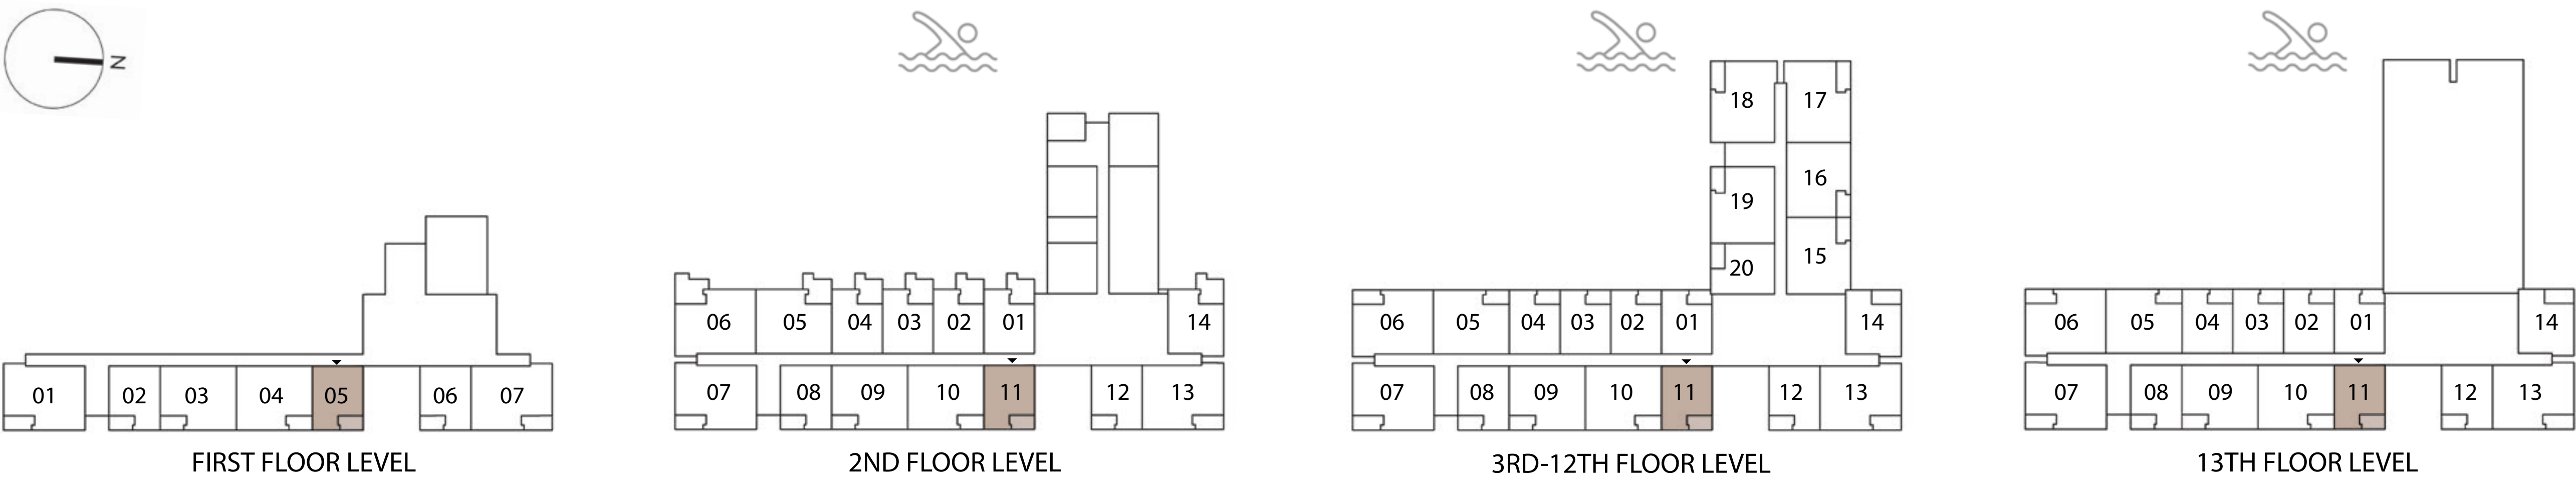 N
01 02 03 04 05 06 07
FIRST FLOOR LEVEL
06 05 04 03 02 01 14
07 08 09 10 11 12 13
2ND FLOOR LEVEL
18 17
16
19
15
20
06 05 04 03 02 01 14
07 08 09 10 11 12 13
3RD-12TH FLOOR LEVEL
06 05 04 03 02 01 14
07 08 09 10 11 12 13
13TH FLOOR LEVEL